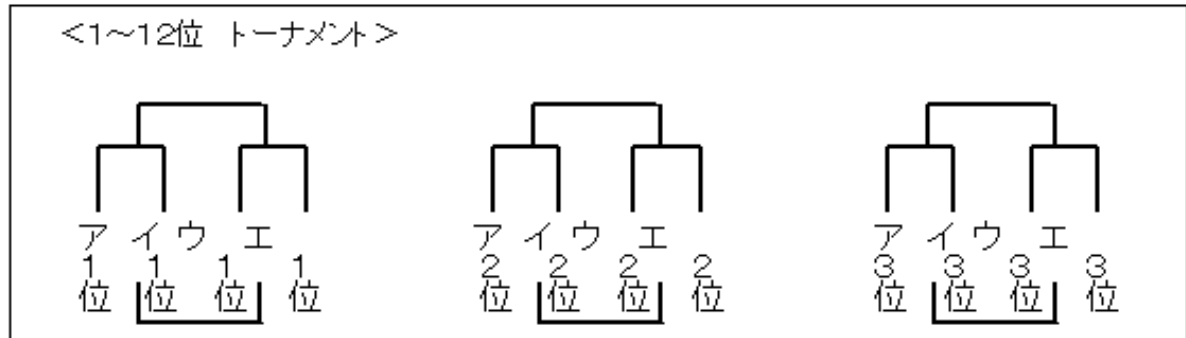 <1～12位 トーナメント>
ア イ ウ エ ア イ ウ エ ア イ ウ エ
1位 1位 1位 1位 2位 2位 2位 2位 3位 3位 3位 3位